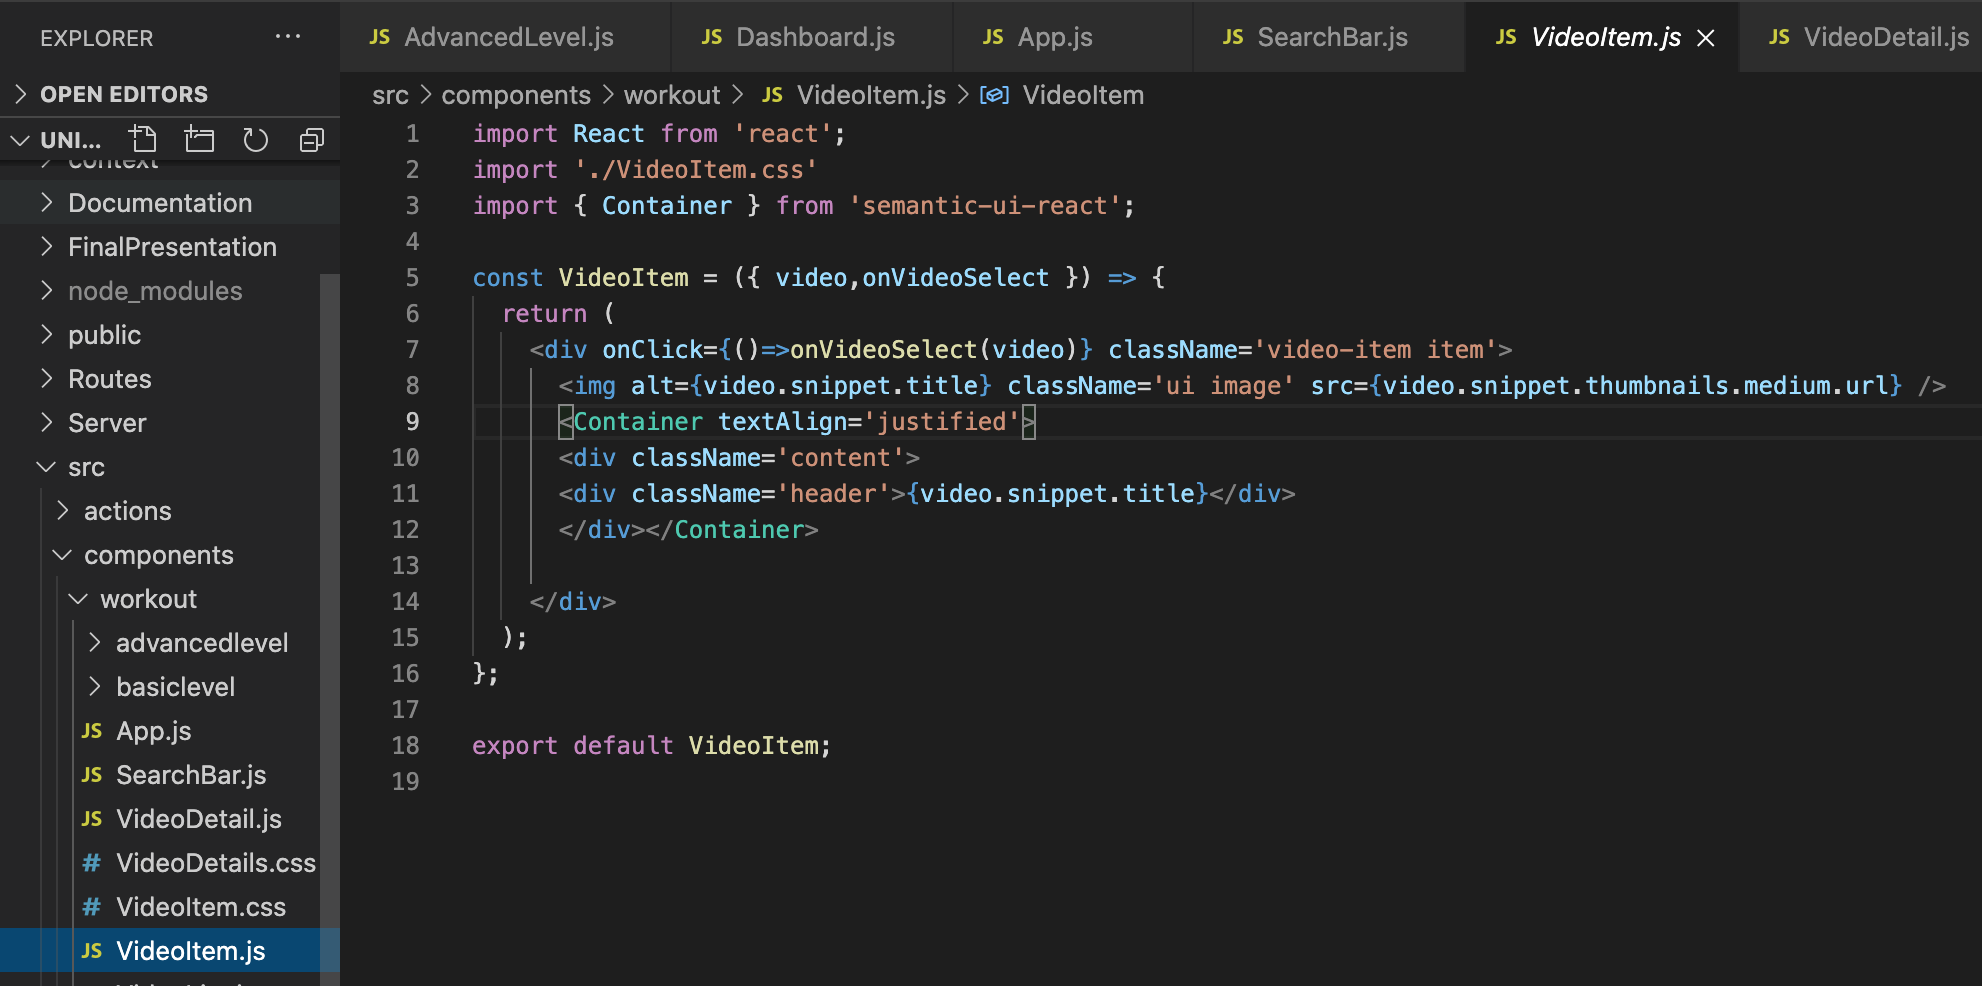 EXPLORER ...
OPEN EDITORS
UNI...
context
Documentation
FinalPresentation
node_modules
public
Routes
Server
src
actions
components
workout
advancedlevel
basiclevel
JS App.js
JS SearchBar.js
JS VideoDetail.js
# VideoDetails.css
# VideoItem.css
JS VideoItem.js
JS AdvancedLevel.js JS Dashboard.js JS App.js JS SearchBar.js JS VideoItem.js JS VideoDetail.js
src > components > workout > JS VideoItem.js > VideoItem
1 import React from 'react';
2 import './VideoItem.css'
3 import { Container } from 'semantic-ui-react';
4
5 const VideoItem = ({ video,onVideoSelect }) => {
6 return (
7 <div onClick={()=>onVideoSelect(video)} className='video-item item'>
8 <img alt={video.snippet.title} className='ui image' src={video.snippet.thumbnails.medium.url} />
9 <Container textAlign='justified'>
10 <div className='content'>
11 <div className='header'>{video.snippet.title}</div>
12 </div></Container>
13
14 </div>
15 );
16 };
17
18 export default VideoItem;
19